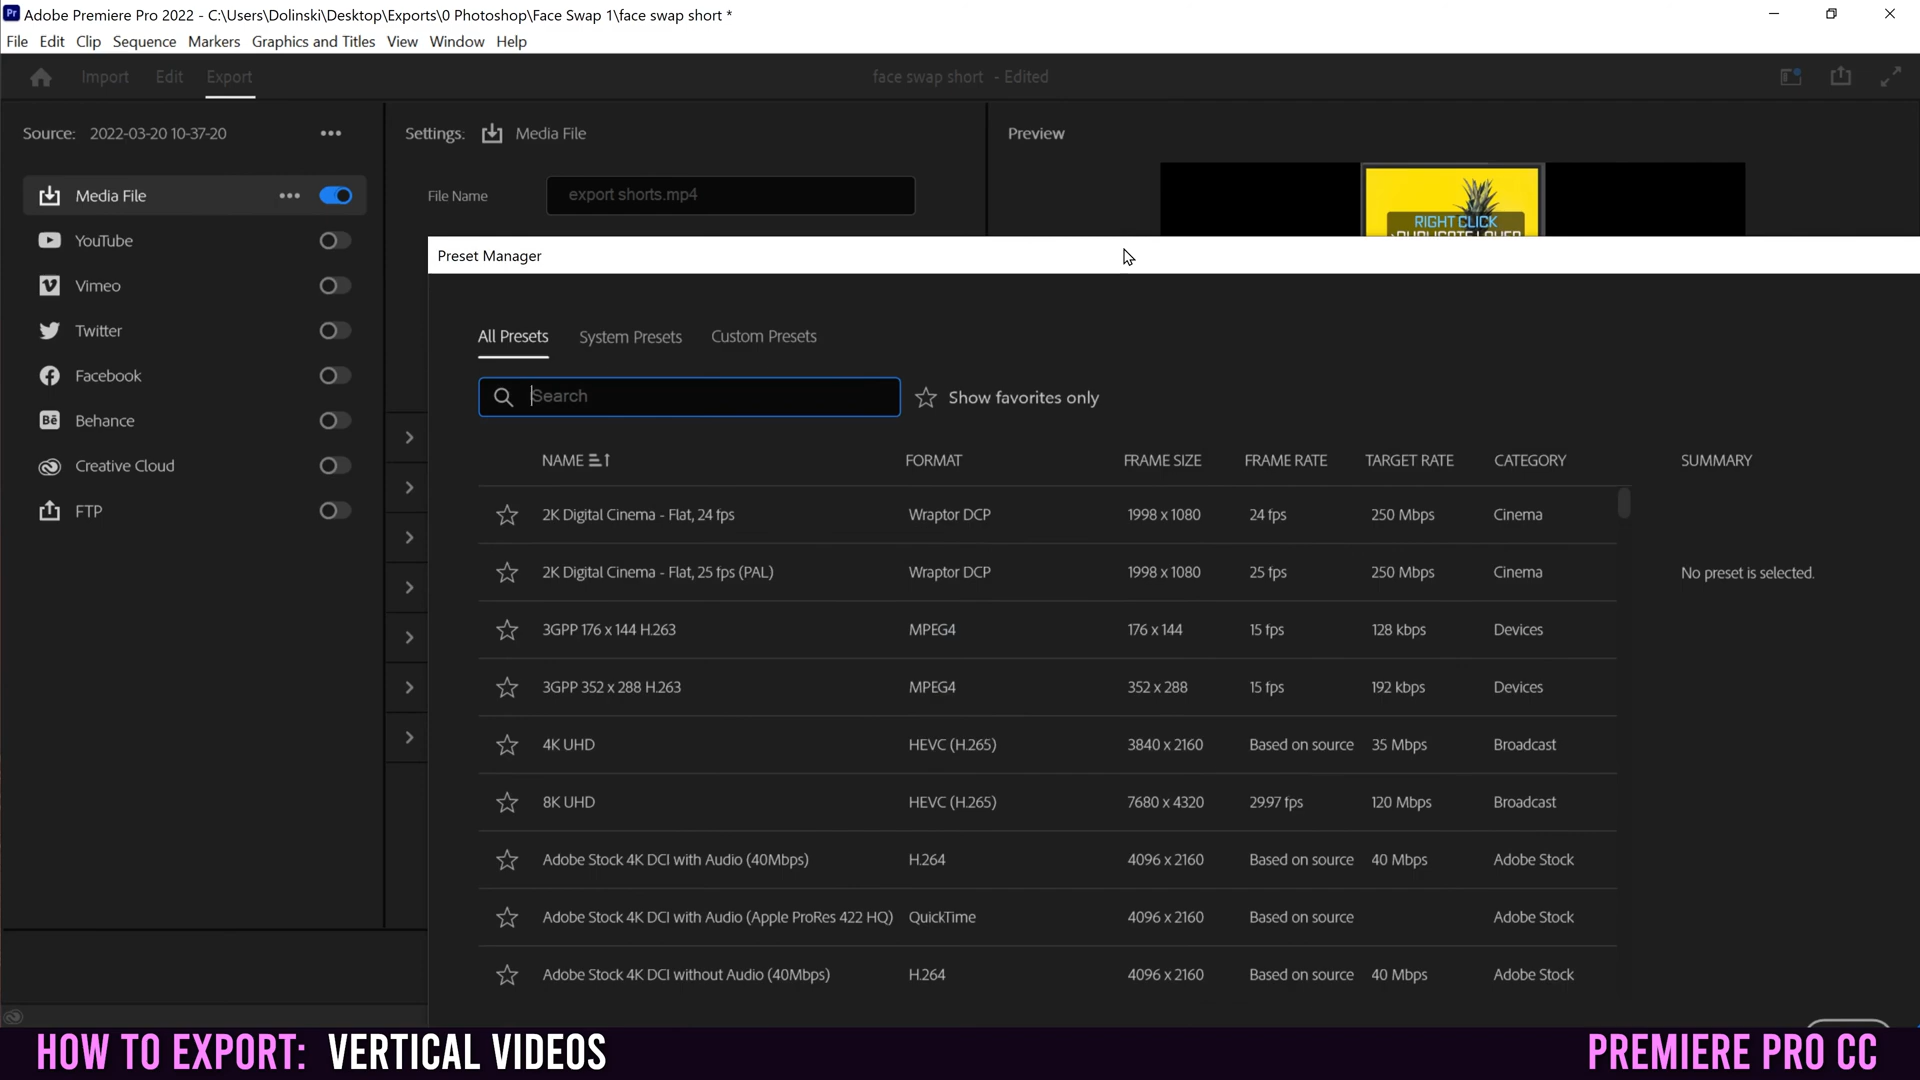 Pr Adobe Premiere Pro 2022 - C:\Users\Dolinski\Desktop\Exports\0 Photoshop\Face Swap 1\face swap short *
File Edit Clip Sequence Markers Graphics and Titles View Window Help
Import Edit Export face swap short - Edited
Source: 2022-03-20 10-37-20
Settings: Media File
Preview
Media File
YouTube
Vimeo
Twitter
Facebook
Bē Behance
Creative Cloud
FTP
File Name export shorts.mp4
RIGHT CLICK
Preset Manager
All Presets System Presets Custom Presets
Search
Show favorites only
NAME FORMAT FRAME SIZE FRAME RATE TARGET RATE CATEGORY SUMMARY
2K Digital Cinema - Flat, 24 fps Wraptor DCP 1998 x 1080 24 fps 250 Mbps Cinema
2K Digital Cinema - Flat, 25 fps (PAL) Wraptor DCP 1998 x 1080 25 fps 250 Mbps Cinema
No preset is selected.
3GPP 176 x 144 H.263 MPEG4 176 x 144 15 fps 128 kbps Devices
3GPP 352 x 288 H.263 MPEG4 352 x 288 15 fps 192 kbps Devices
4K UHD HEVC (H.265) 3840 x 2160 Based on source 35 Mbps Broadcast
8K UHD HEVC (H.265) 7680 x 4320 29.97 fps 120 Mbps Broadcast
Adobe Stock 4K DCI with Audio (40Mbps) H.264 4096 x 2160 Based on source 40 Mbps Adobe Stock
Adobe Stock 4K DCI with Audio (Apple ProRes 422 HQ) QuickTime 4096 x 2160 Based on source Adobe Stock
Adobe Stock 4K DCI without Audio (40Mbps) H.264 4096 x 2160 Based on source 40 Mbps Adobe Stock
HOW TO EXPORT: VERTICAL VIDEOS
PREMIERE PRO CC